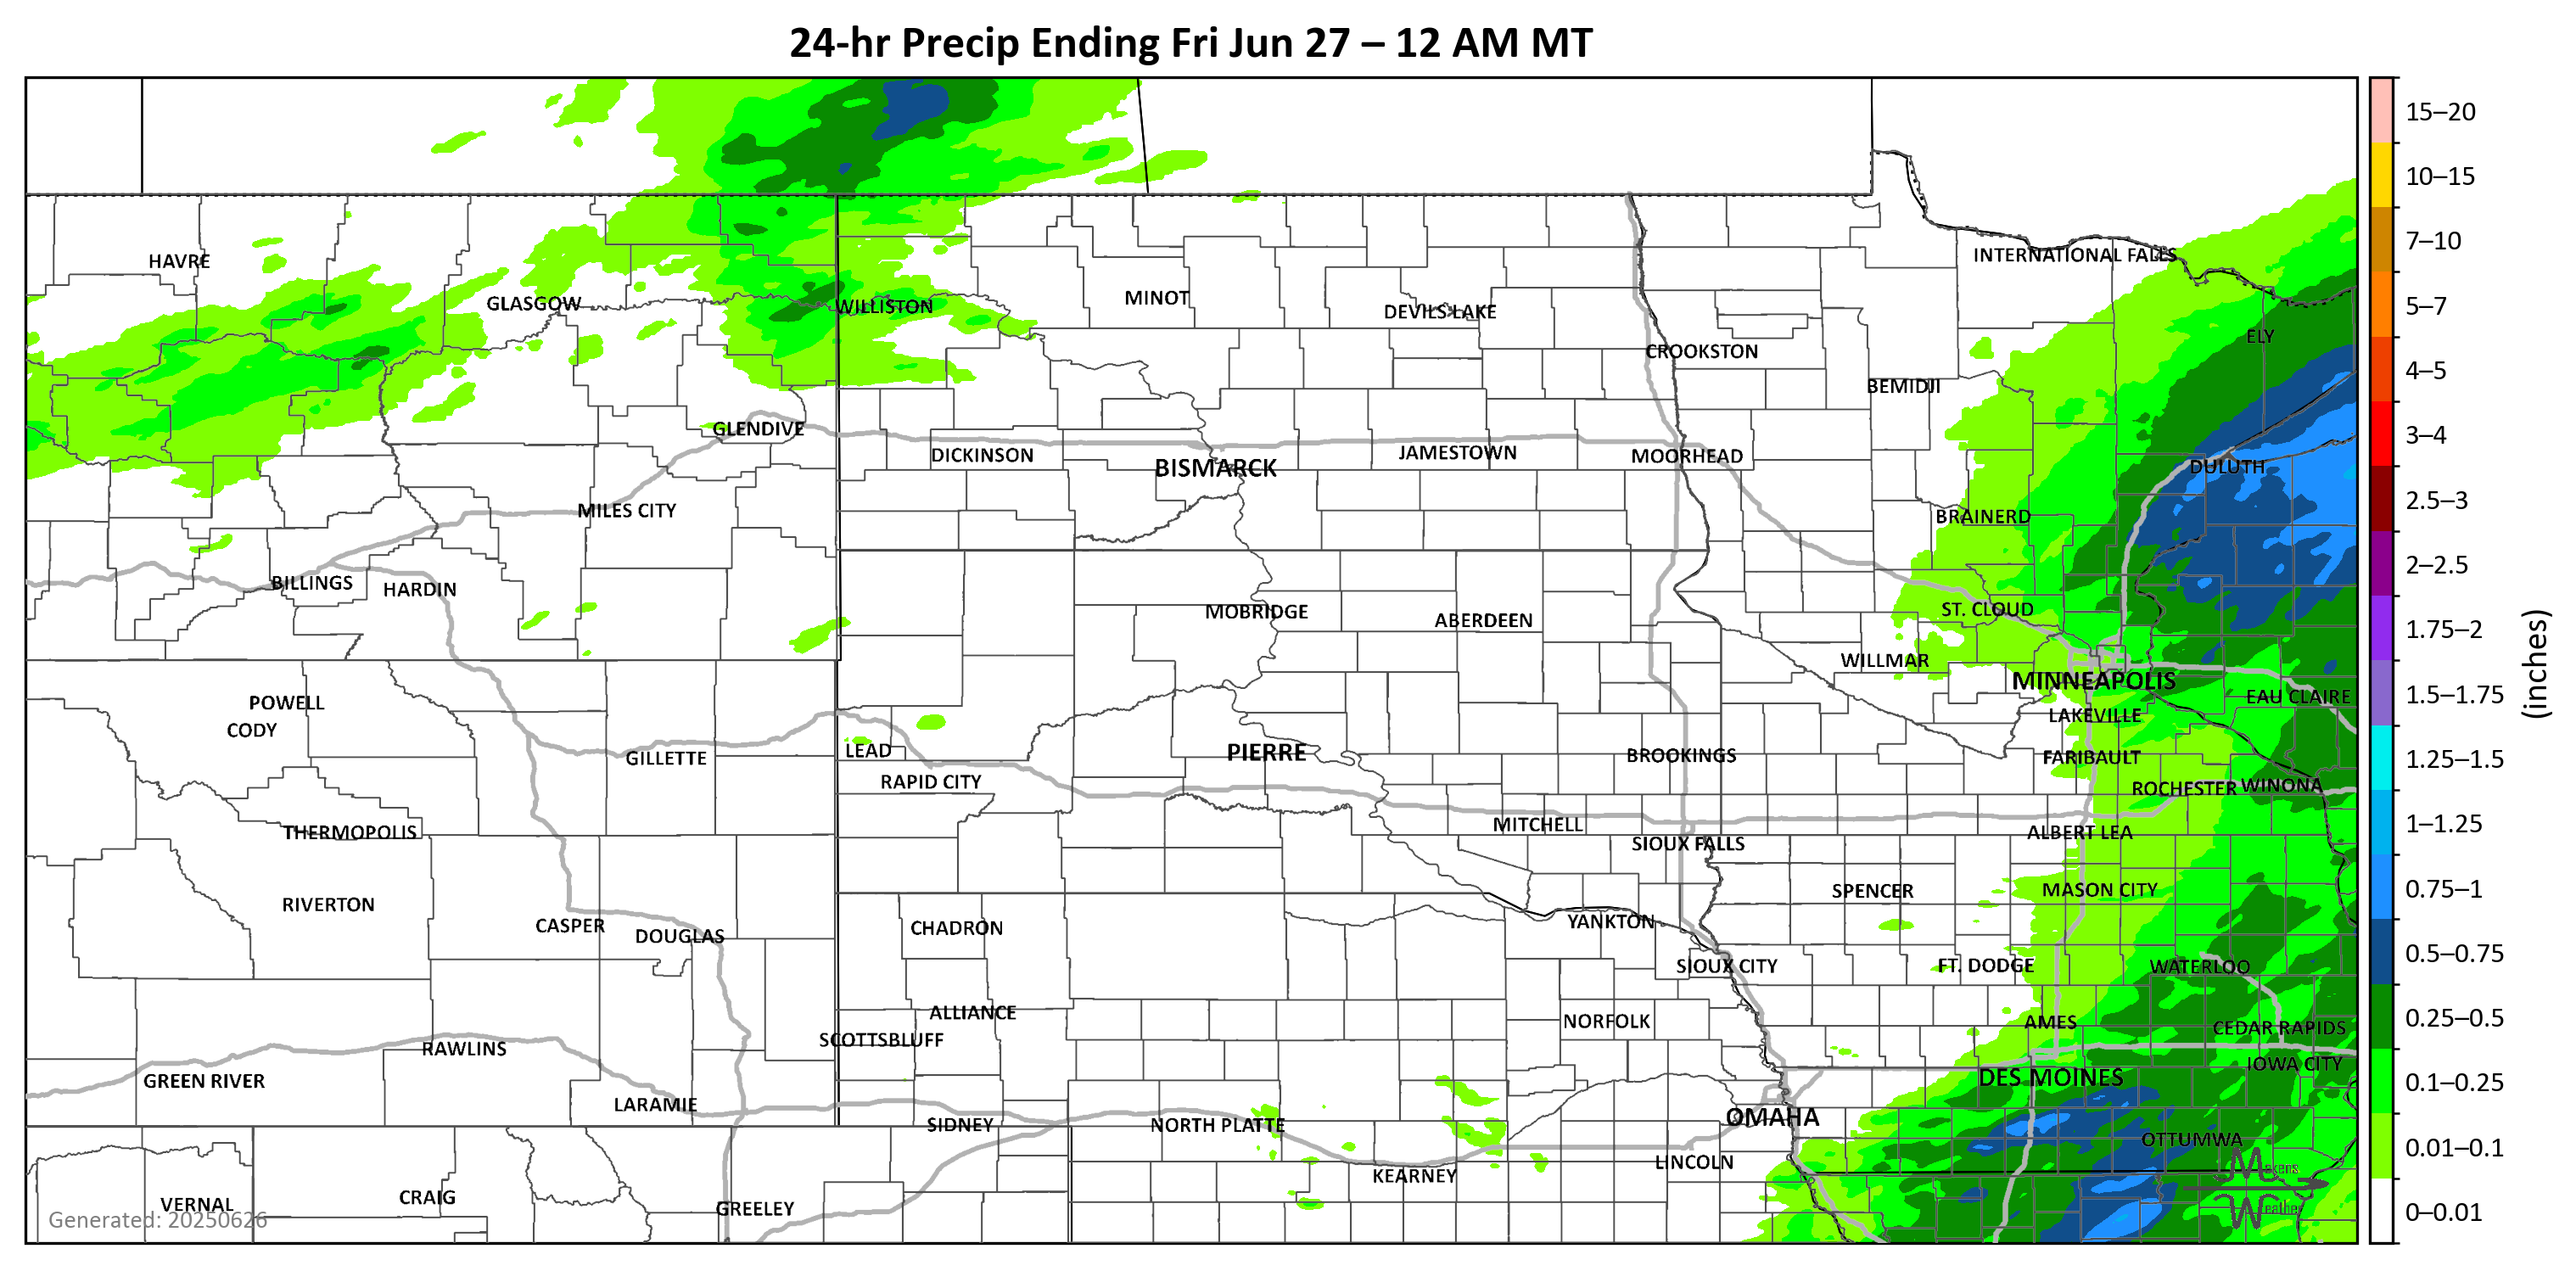 24-hr Precip Ending Fri Jun 27 – 12 AM MT
15–20
10–15
7–10
5–7
4–5
3–4
2.5–3
2–2.5
1.75–2
1.5–1.75
1.25–1.5
1–1.25
0.75–1
0.5–0.75
0.25–0.5
0.1–0.25
0.01–0.1
0–0.01
(inches)
HAVRE
INTERNATIONAL FALLS
GLASGOW
WILLISTON
MINOT
DEVILS LAKE
ELY
CROOKSTON
BEMIDJI
GLENDIVE
DICKINSON
BISMARCK
JAMESTOWN
MOORHEAD
DULUTH
MILES CITY
BRAINERD
BILLINGS
HARDIN
MOBRIDGE
ABERDEEN
ST. CLOUD
WILLMAR
MINNEAPOLIS
EAU CLAIRE
POWELL
CODY
LAKEVILLE
GILLETTE
LEAD
PIERRE
BROOKINGS
FARIBAULT
RAPID CITY
ROCHESTER
WINONA
THERMOPOLIS
MITCHELL
SIOUX FALLS
ALBERT LEA
RIVERTON
SPENCER
MASON CITY
CASPER
DOUGLAS
CHADRON
YANKTON
SIOUX CITY
FT. DODGE
WATERLOO
ALLIANCE
NORFOLK
AMES
CEDAR RAPIDS
SCOTTSBLUFF
RAWLINS
IOWA CITY
GREEN RIVER
DES MOINES
LARAMIE
SIDNEY
NORTH PLATTE
OMAHA
OTTUMWA
KEARNEY
LINCOLN
VERNAL
CRAIG
GREELEY
Makens
Weather
Generated: 20250626